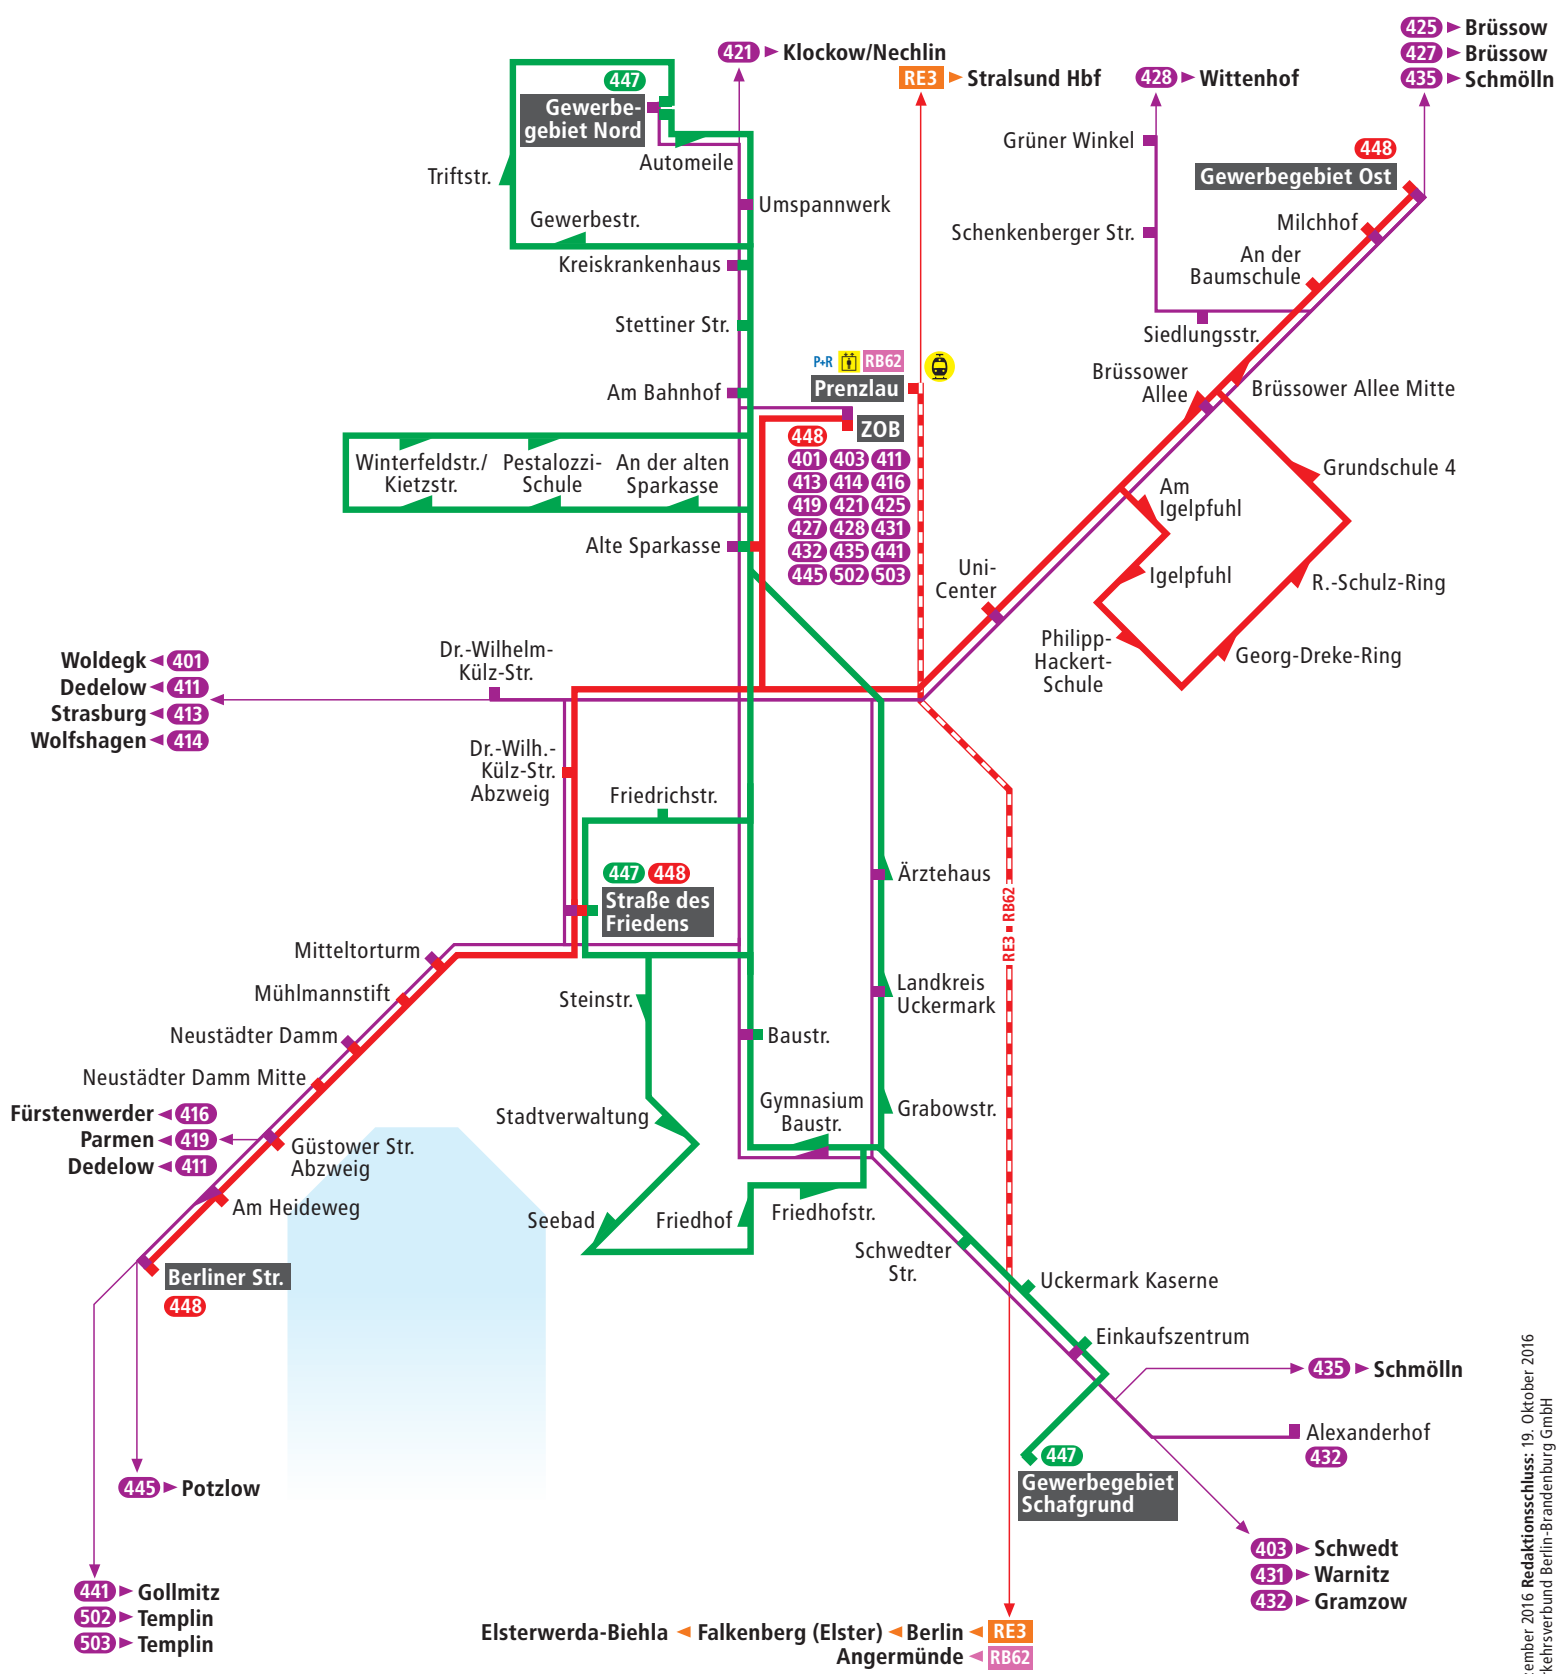 421 Klockow/Nechlin
RE3 Stralsund Hbf
428 Wittenhof
425 Brüssow
427 Brüssow
435 Schmölln
447
Gewerbe-
gebiet Nord
Automeile
Triftstr.
Gewerbestr.
Umspannwerk
Kreiskrankenhaus
Stettiner Str.
Am Bahnhof
Grüner Winkel
Schenkenberger Str.
Siedlungsstr.
448
Gewerbegebiet Ost
Milchhof
An der
Baumschule
Brüssower
Allee
Brüssower Allee Mitte
P+R RB62
Prenzlau
ZOB
448
401 403 411
413 414 416
419 421 425
427 428 431
432 435 441
445 502 503
Winterfeldstr./
Kietzstr.
Pestalozzi-
Schule
An der alten
Sparkasse
Alte Sparkasse
Grundschule 4
Am
Igelpfuhl
Igelpfuhl
R.-Schulz-Ring
Uni-
Center
Philipp-
Hackert-
Schule
Georg-Dreke-Ring
Woldegk 401
Dedelow 411
Strasburg 413
Wolfshagen 414
Dr.-Wilhelm-
Külz-Str.
Dr.-Wilh.-
Külz-Str.
Abzweig
Friedrichstr.
447 448
Straße des
Friedens
Ärztehaus
RE3 RB62
Landkreis
Uckermark
Mitteltorturm
Mühlmannstift
Neustädter Damm
Neustädter Damm Mitte
Steinstr.
Baustr.
Stadtverwaltung
Gymnasium
Baustr.
Grabowstr.
Fürstenwerder 416
Parmen 419
Dedelow 411
Güstower Str.
Abzweig
Am Heideweg
Seebad
Friedhof
Friedhofstr.
Schwedter
Str.
Berliner Str.
448
Uckermark Kaserne
Einkaufszentrum
435 Schmölln
Alexanderhof
432
447
Gewerbegebiet
Schafgrund
445 Potzlow
441 Gollmitz
502 Templin
503 Templin
403 Schwedt
431 Warnitz
432 Gramzow
Elsterwerda-Biehla Falkenberg (Elster) Berlin RE3
Angermünde RB62
2016 Redaktionsschluss: 19. Oktober 2016
Berlin-Brandenburg GmbH